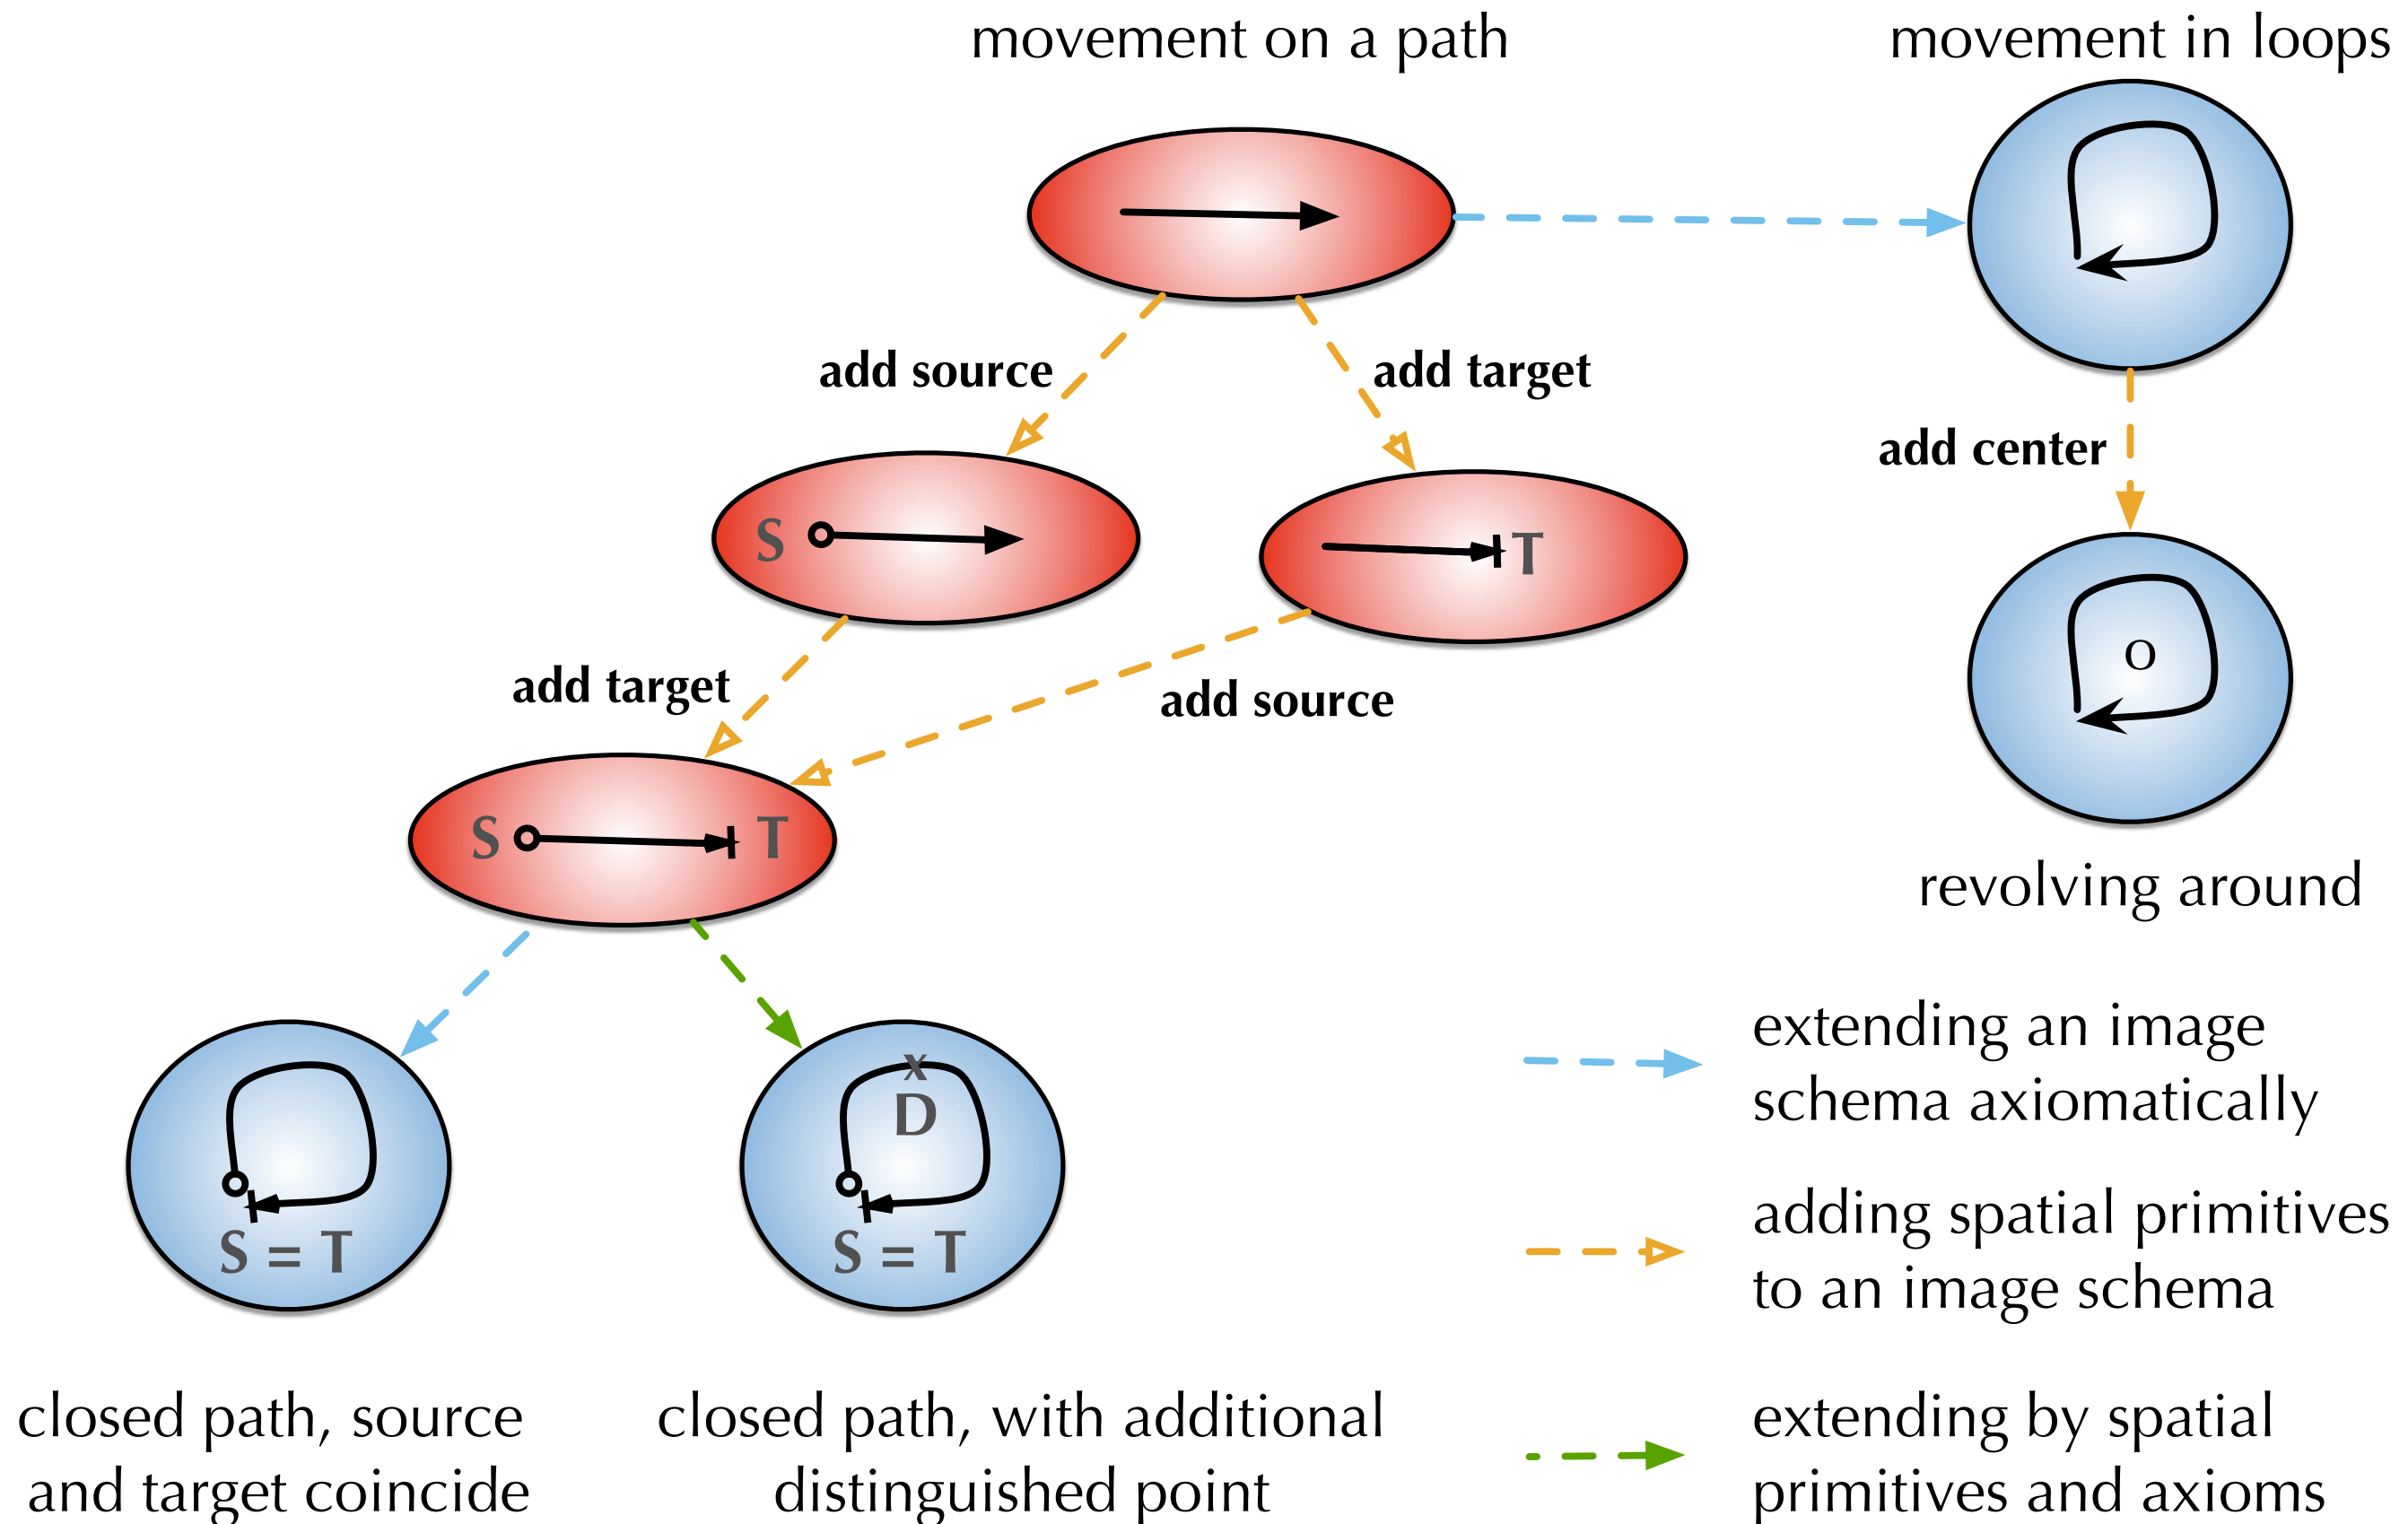 movement on a path
movement in loops
add source
add target
add center
S
T
add target
add source
o
S
T
revolving around
x
D
S = T
S = T
extending an image
schema axiomatically
adding spatial primitives
to an image schema
closed path, source
and target coincide
closed path, with additional
distinguished point
extending by spatial
primitives and axioms